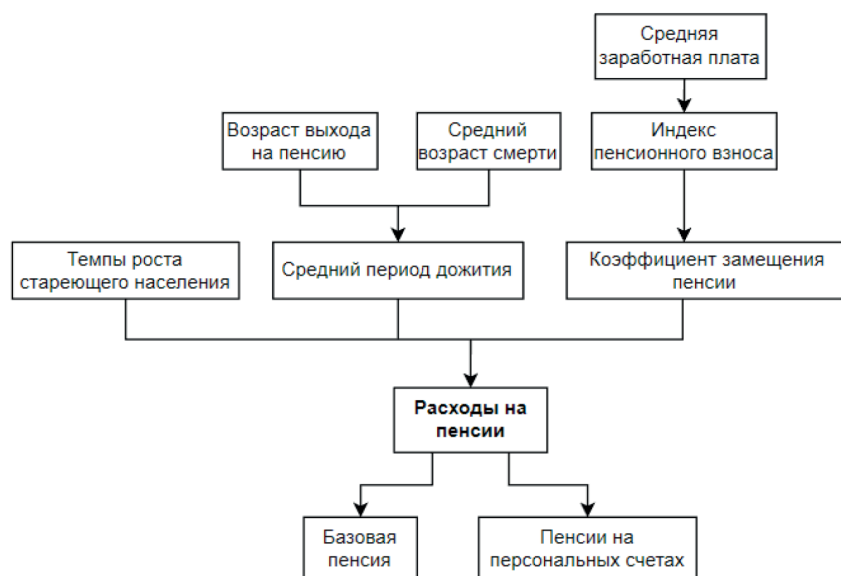 Средняя
заработная плата
Возраст выхода
на пенсию
Средний
возраст смерти
Индекс
пенсионного взноса
Темпы роста
стареющего населения
Средний период дожития
Коэффициент замещения
пенсии
Расходы на
пенсии
Базовая
пенсия
Пенсии на
персональных счетах